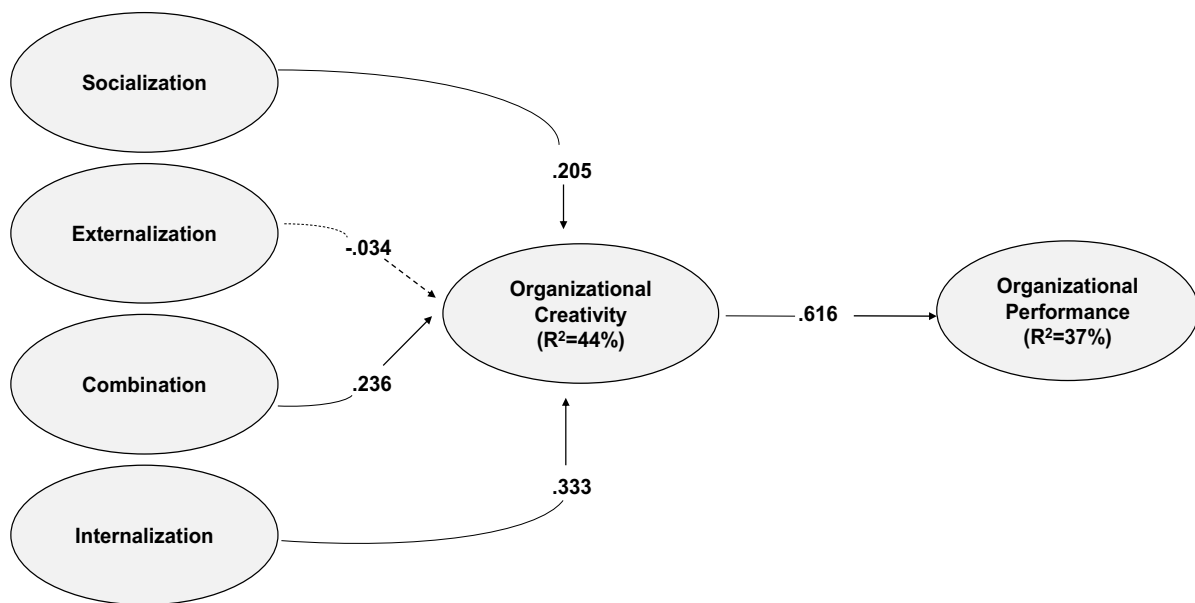 Socialization
.205
Externalization
-.034
Organizational
Creativity
(R²=44%)
.616
Organizational
Performance
(R²=37%)
Combination
.236
.333
Internalization